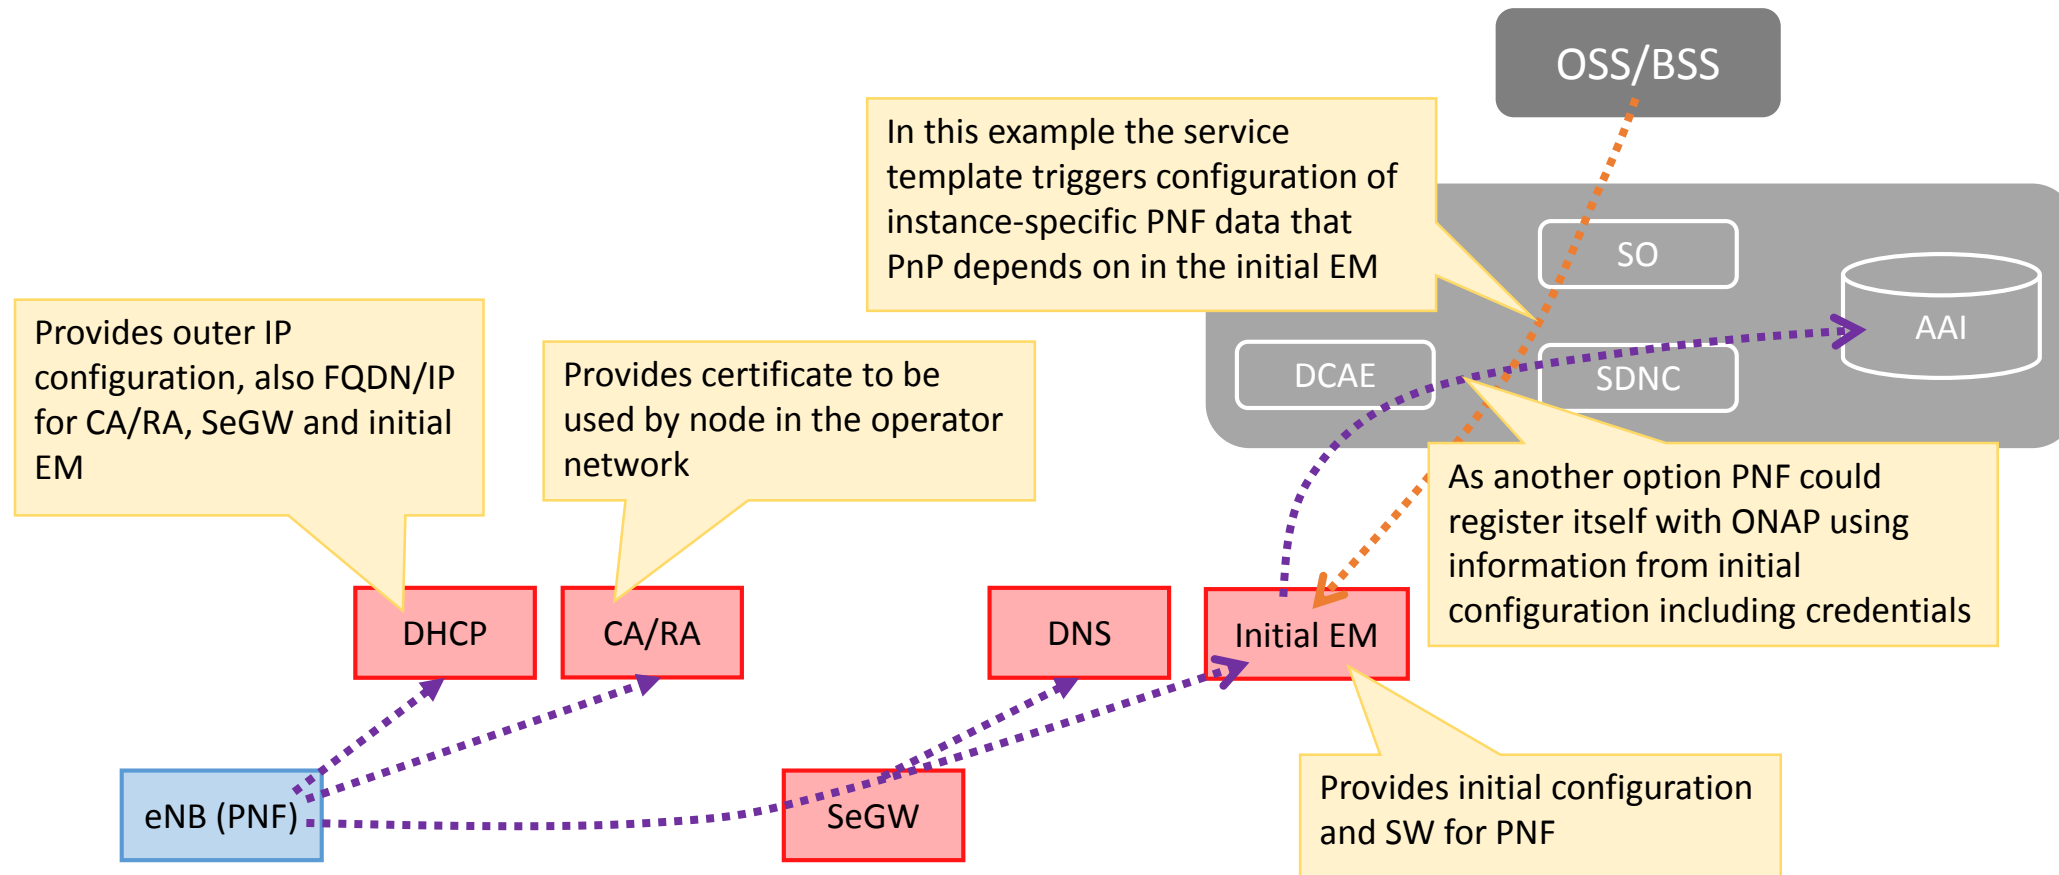 OSS/BSS
In this example the service
template triggers configuration of
instance-specific PNF data that
PnP depends on in the initial EM
SO
AAI
DCAE
SDNC
Provides outer IP
configuration, also FQDN/IP
for CA/RA, SeGW and initial
EM
Provides certificate to be
used by node in the operator
network
As another option PNF could
register itself with ONAP using
information from initial
configuration including credentials
DHCP
CA/RA
DNS
Initial EM
eNB (PNF)
SeGW
Provides initial configuration
and SW for PNF